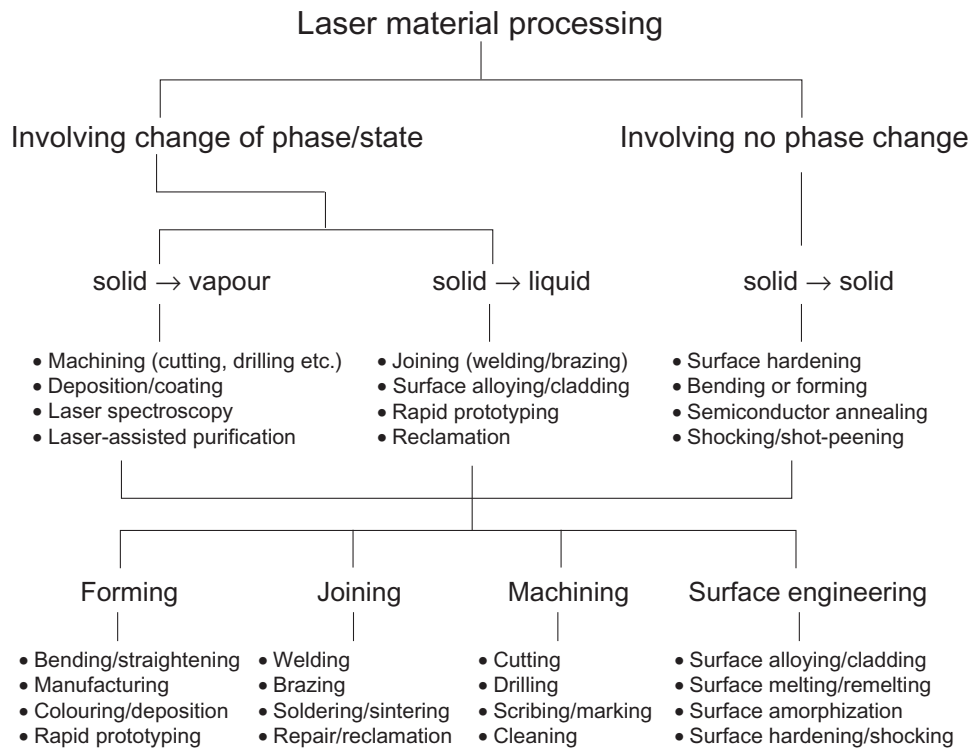 Laser material processing
Involving change of phase/state
Involving no phase change
solid → vapour
solid → liquid
solid → solid
• Machining (cutting, drilling etc.)
• Deposition/coating
• Laser spectroscopy
• Laser-assisted purification
• Joining (welding/brazing)
• Surface alloying/cladding
• Rapid prototyping
• Reclamation
• Surface hardening
• Bending or forming
• Semiconductor annealing
• Shocking/shot-peening
Forming
Joining
Machining
Surface engineering
• Bending/straightening
• Manufacturing
• Colouring/deposition
• Rapid prototyping
• Welding
• Brazing
• Soldering/sintering
• Repair/reclamation
• Cutting
• Drilling
• Scribing/marking
• Cleaning
• Surface alloying/cladding
• Surface melting/remelting
• Surface amorphization
• Surface hardening/shocking